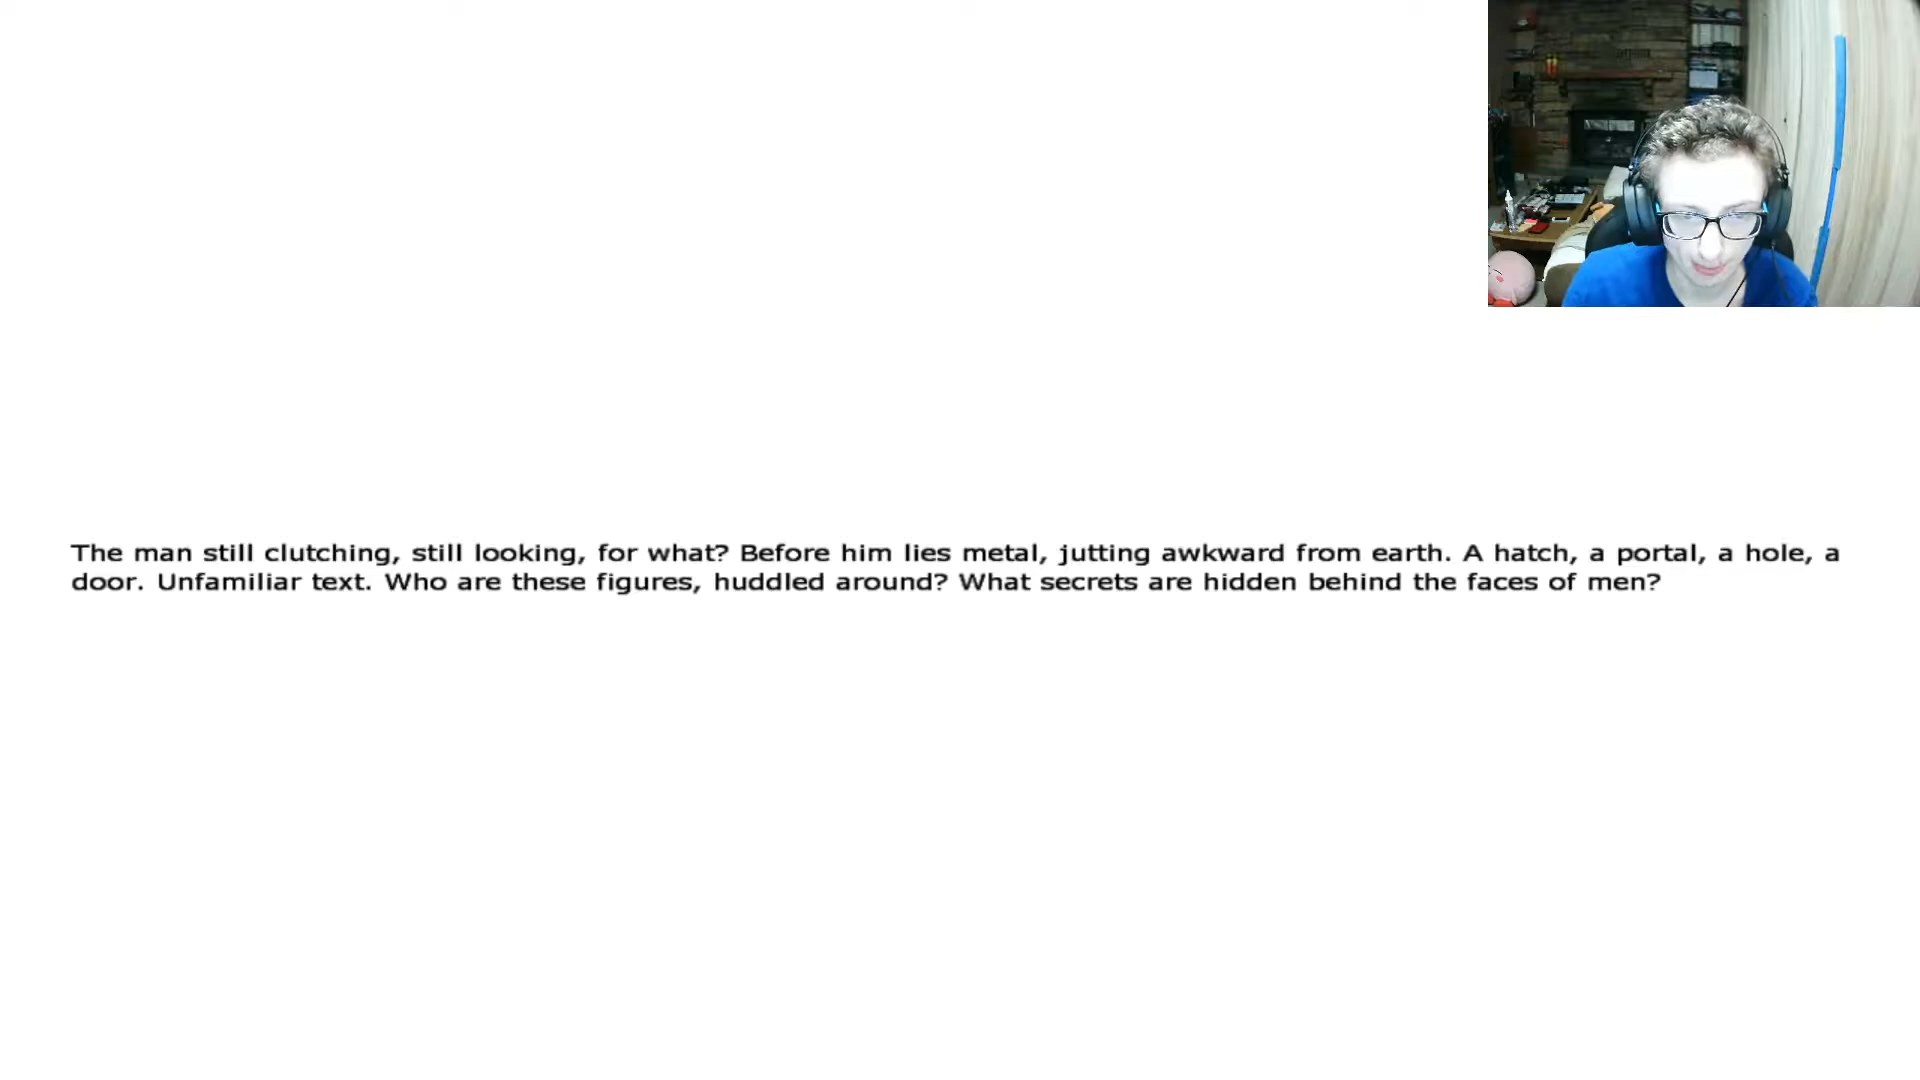 The man still clutching, still looking, for what? Before him lies metal, jutting awkward from earth. A hatch, a portal, a hole, a
door. Unfamiliar text. Who are these figures, huddled around? What secrets are hidden behind the faces of men?